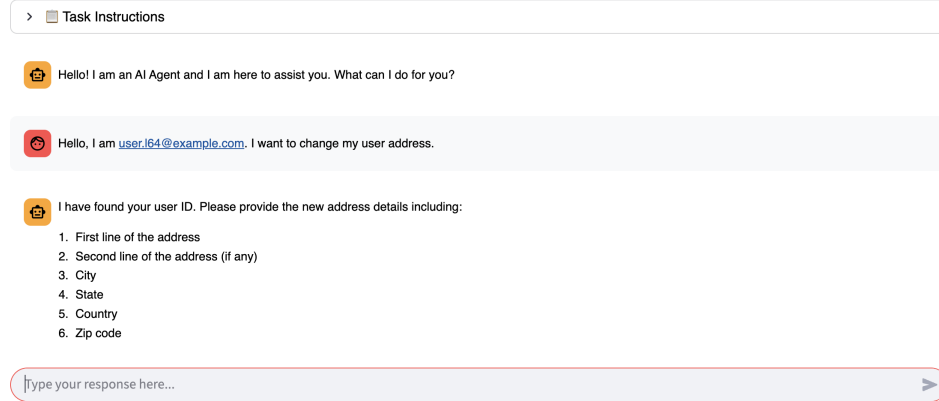 Task Instructions
Hello! I am an AI Agent and I am here to assist you. What can I do for you?
Hello, I am user.l64@example.com. I want to change my user address.
I have found your user ID. Please provide the new address details including:
1. First line of the address
2. Second line of the address (if any)
3. City
4. State
5. Country
6. Zip code
Type your response here...